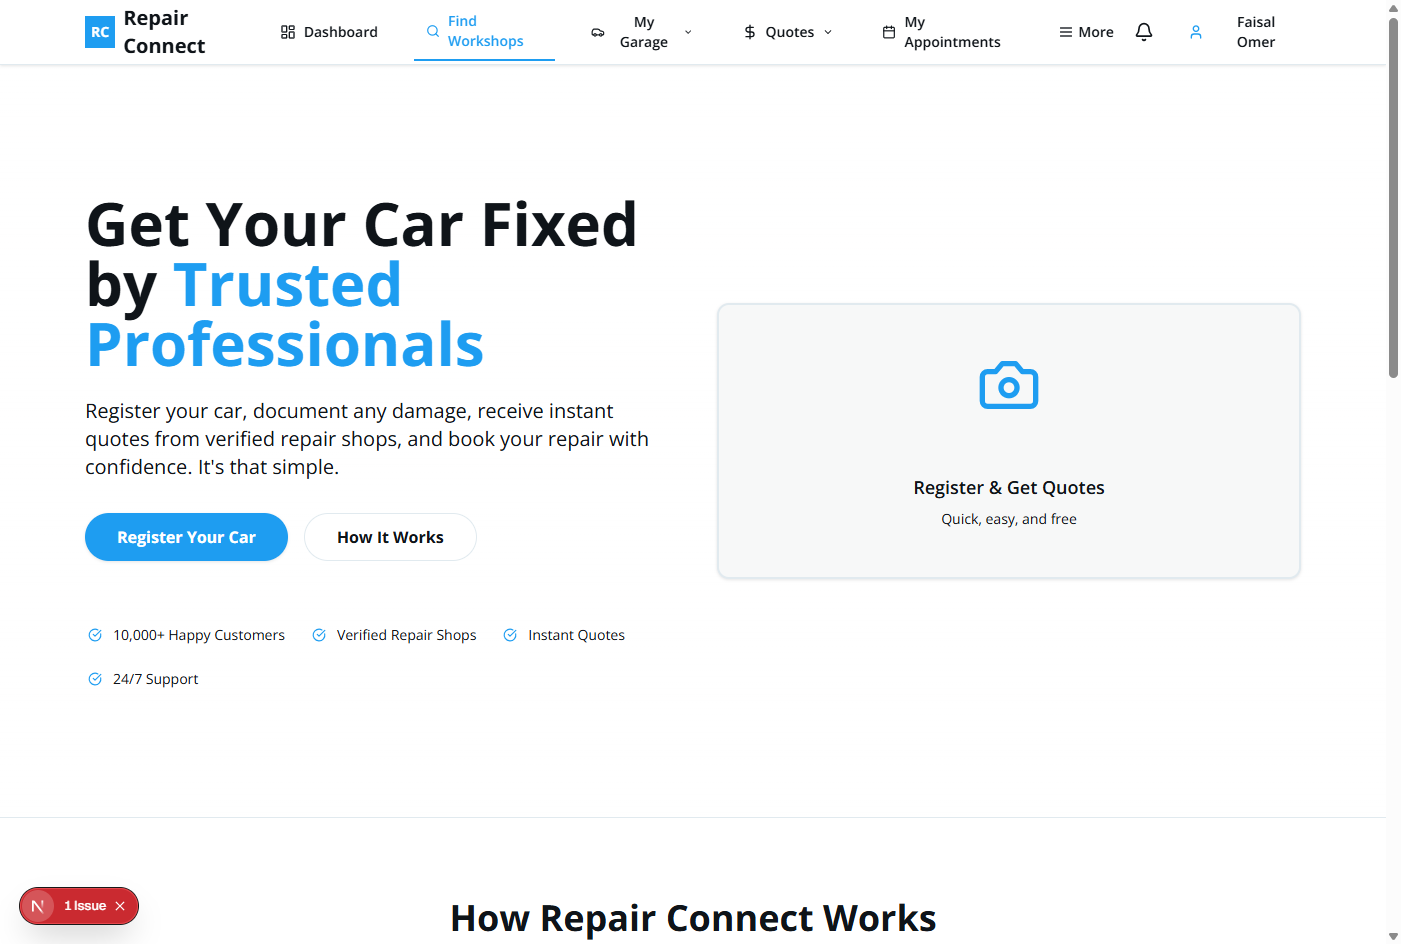 RC
Repair
Connect
Dashboard
Find
Workshops
My
Garage
Quotes
My
Appointments
More
Faisal
Omer
Get Your Car Fixed
by Trusted
Professionals
Register your car, document any damage, receive instant
quotes from verified repair shops, and book your repair with
confidence. It's that simple.
Register Your Car
How It Works
10,000+ Happy Customers
Verified Repair Shops
Instant Quotes
24/7 Support
Register & Get Quotes
Quick, easy, and free
N
1 Issue
How Repair Connect Works